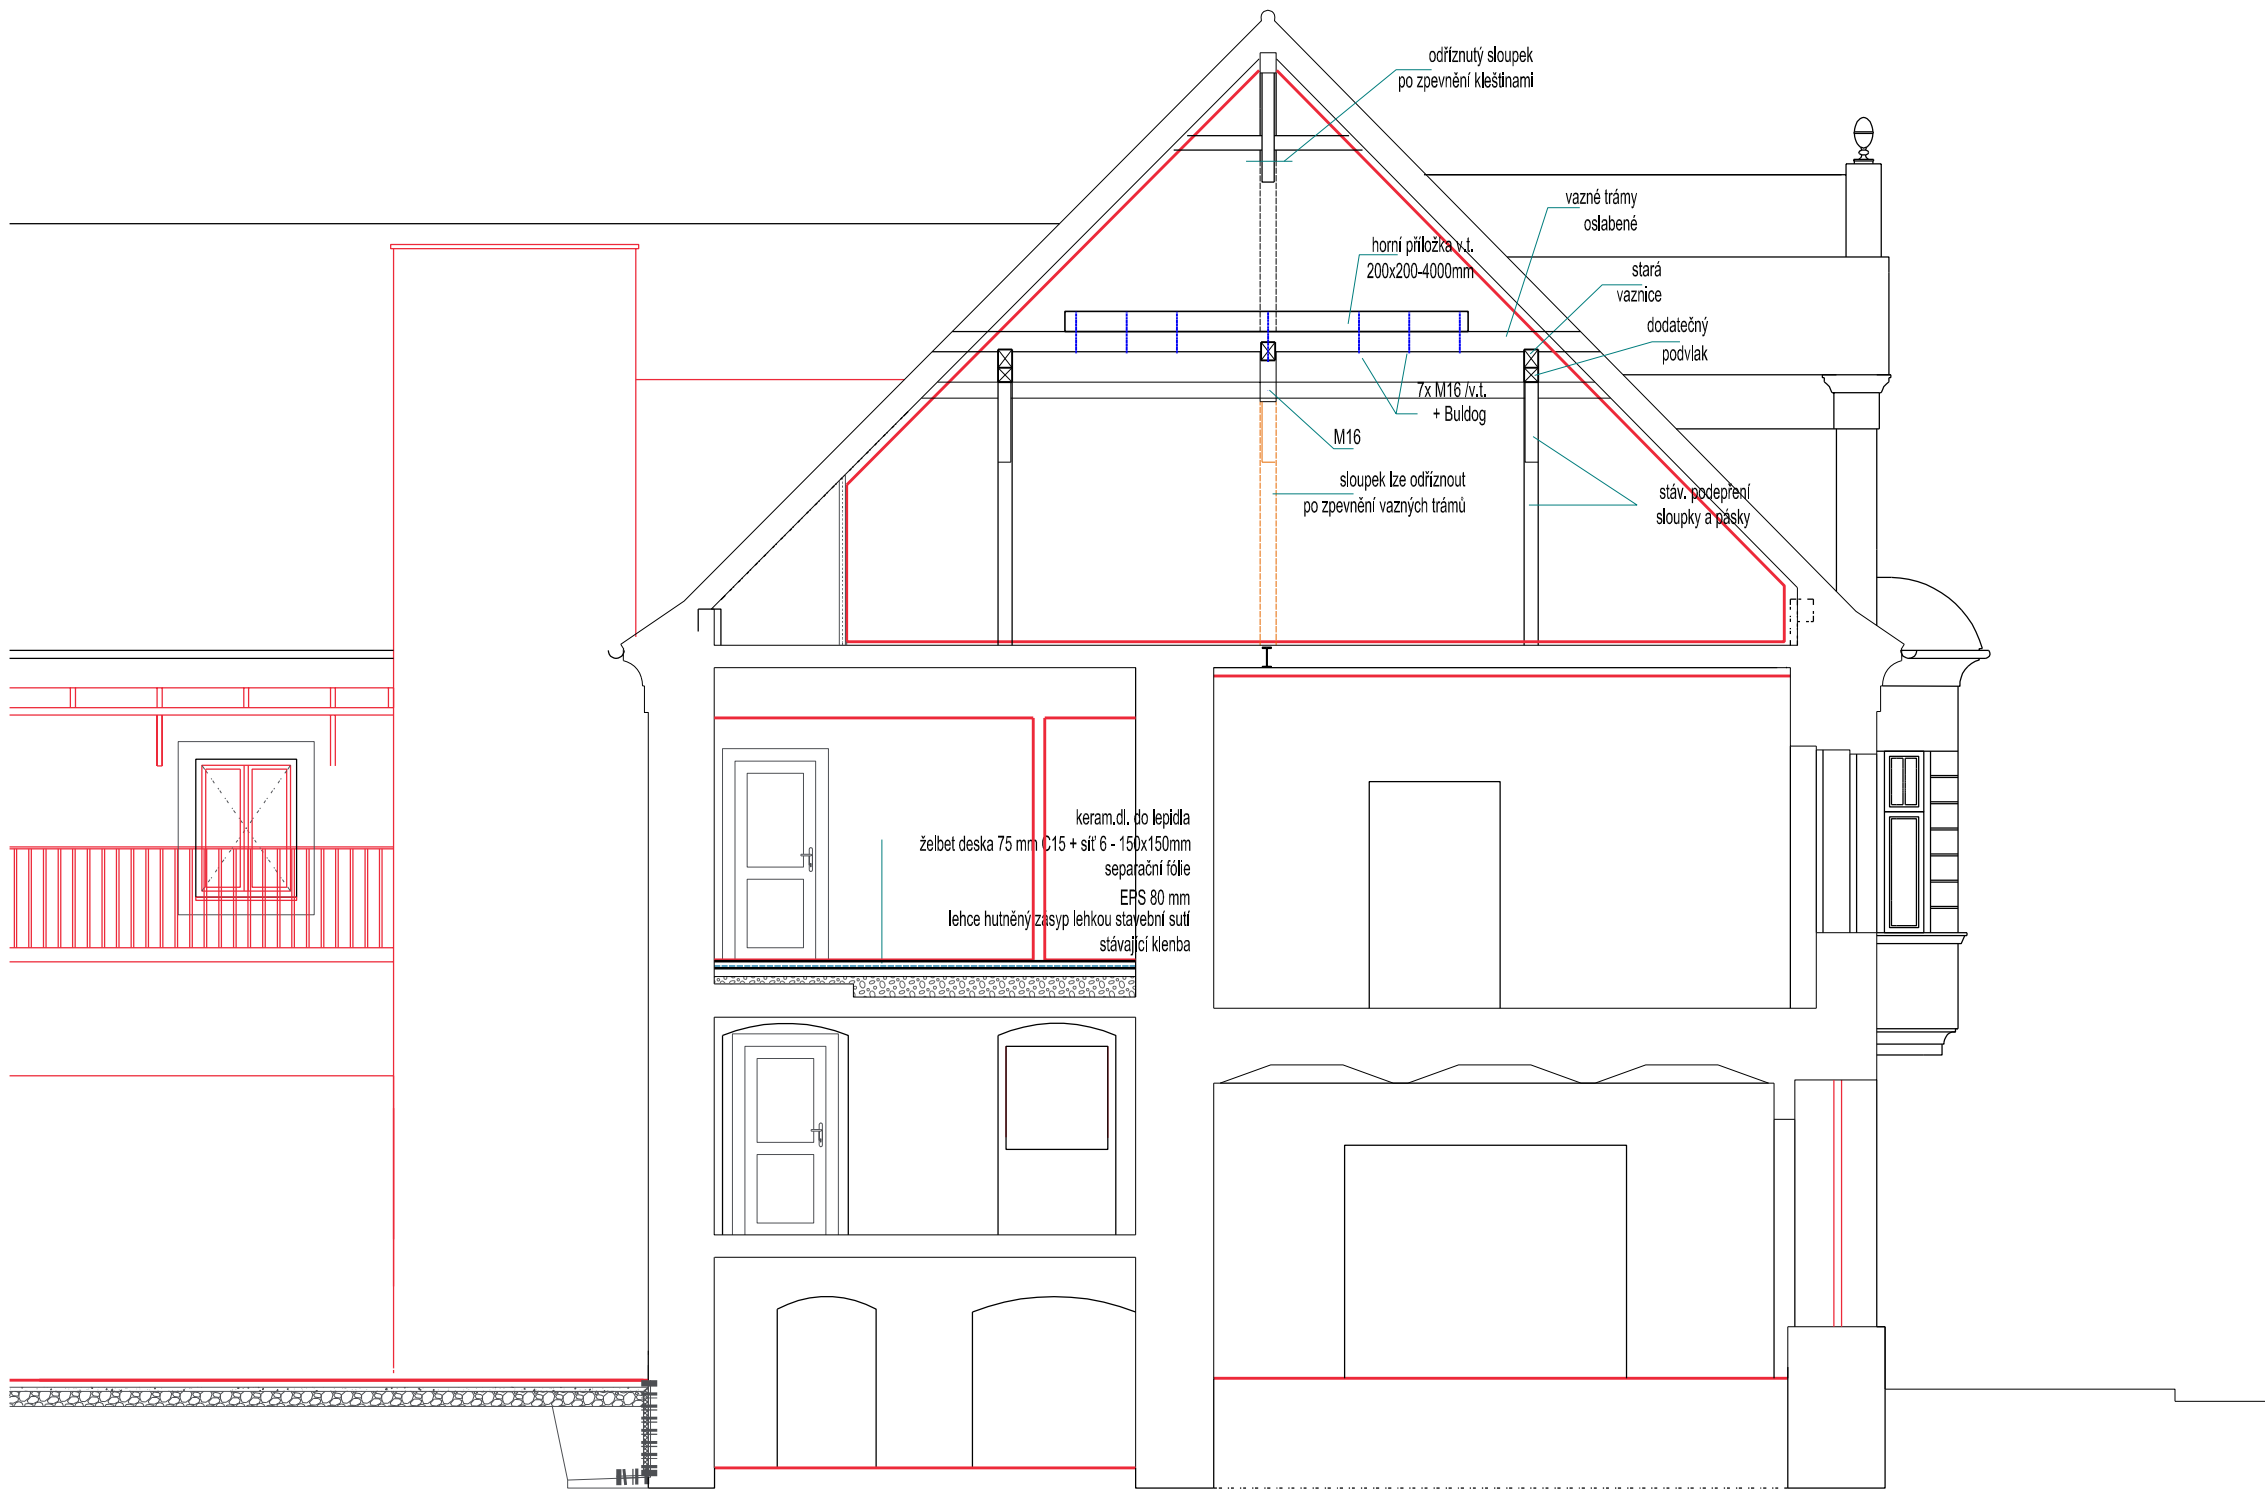 odříznutý sloupek
po zpevnění kleštinami
vazné trámy
oslabené
horní příložka v.t.
200x200-4000mm
stará
vaznice
dodatečný
podvlak
7x M16 /v.t.
+ Buldog
M16
sloupek lze odříznout
po zpevnění vazných trámů
stáv. podepření
sloupky a pásky
keram.dl. do lepidla
želbet deska 75 mm C15 + síť 6 - 150x150mm
separační fólie
EPS 80 mm
lehce hutněný zásyp lehkou stavební sutí
stávající klenba